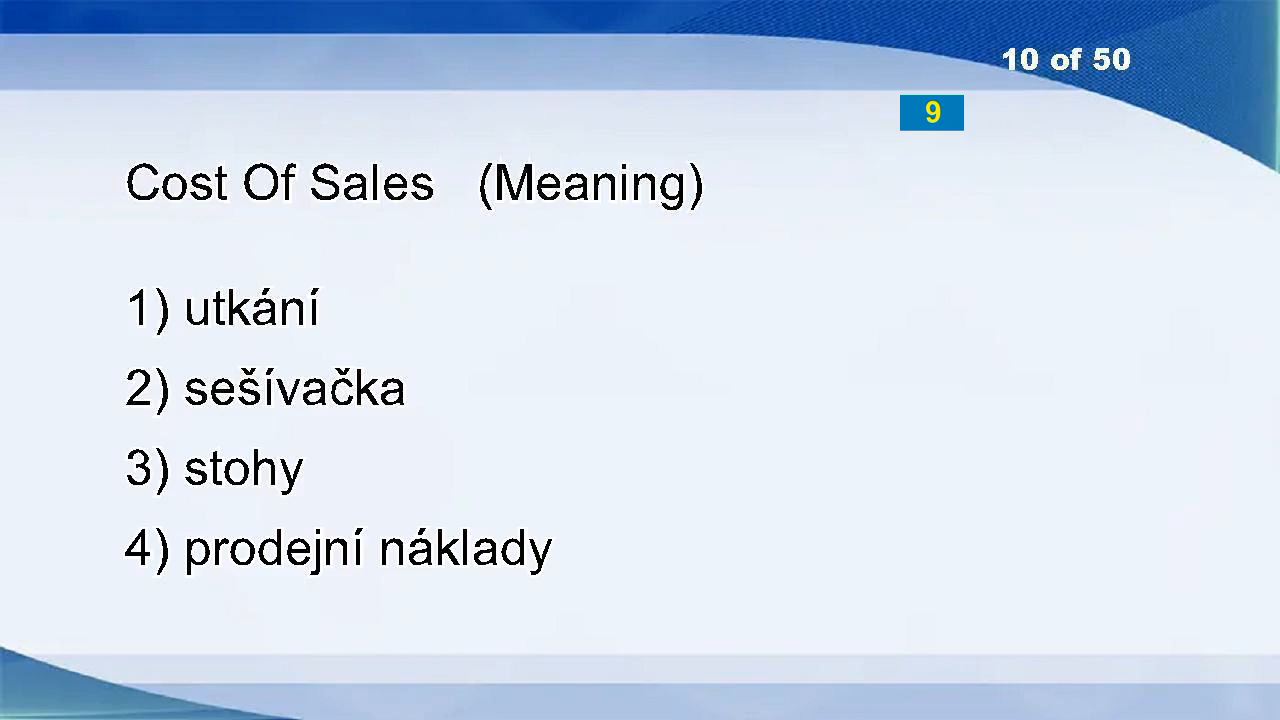 10 of 50
9
Cost Of Sales (Meaning)
1) utkání
2) sešívačka
3) stohy
4) prodejní náklady